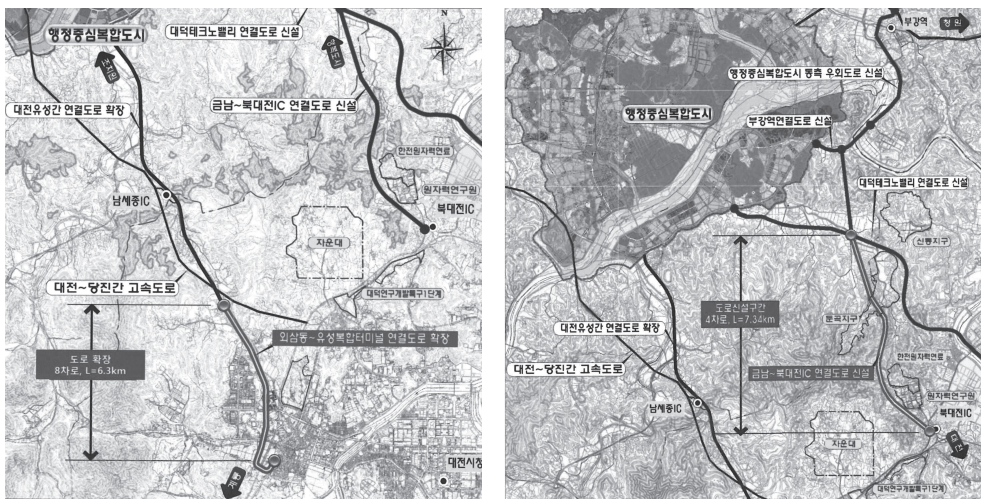 행정중심복합도시
대덕테크노밸리 연결도로 신설
N
조치원
행복도시
대전유성간 연결도로 확장
금남~북대전IC 연결도로 신설
한전원자력연료
원자력연구원
남세종IC
북대전IC
자운대
대전~당진간 고속도로
대덕연구개발특구1단계
외삼동~유성복합터미널 연결도로 확장
도로 확장
8차로, L=6.3km
대전시청
계룡
부강역
청원
행정중심복합도시 동측 우회도로 신설
행정중심복합도시
부강역연결도로 신설
대덕테크노밸리 연결도로 신설
신동지구
도로신설구간
4차로, L=7.34km
둔곡지구
대전유성간 연결도로 확장
대전~당진간 고속도로
한전원자력연료
금남~북대전IC 연결도로 신설
원자력연구원
남세종IC
북대전IC
자운대
대전
대덕연구개발특구1단계